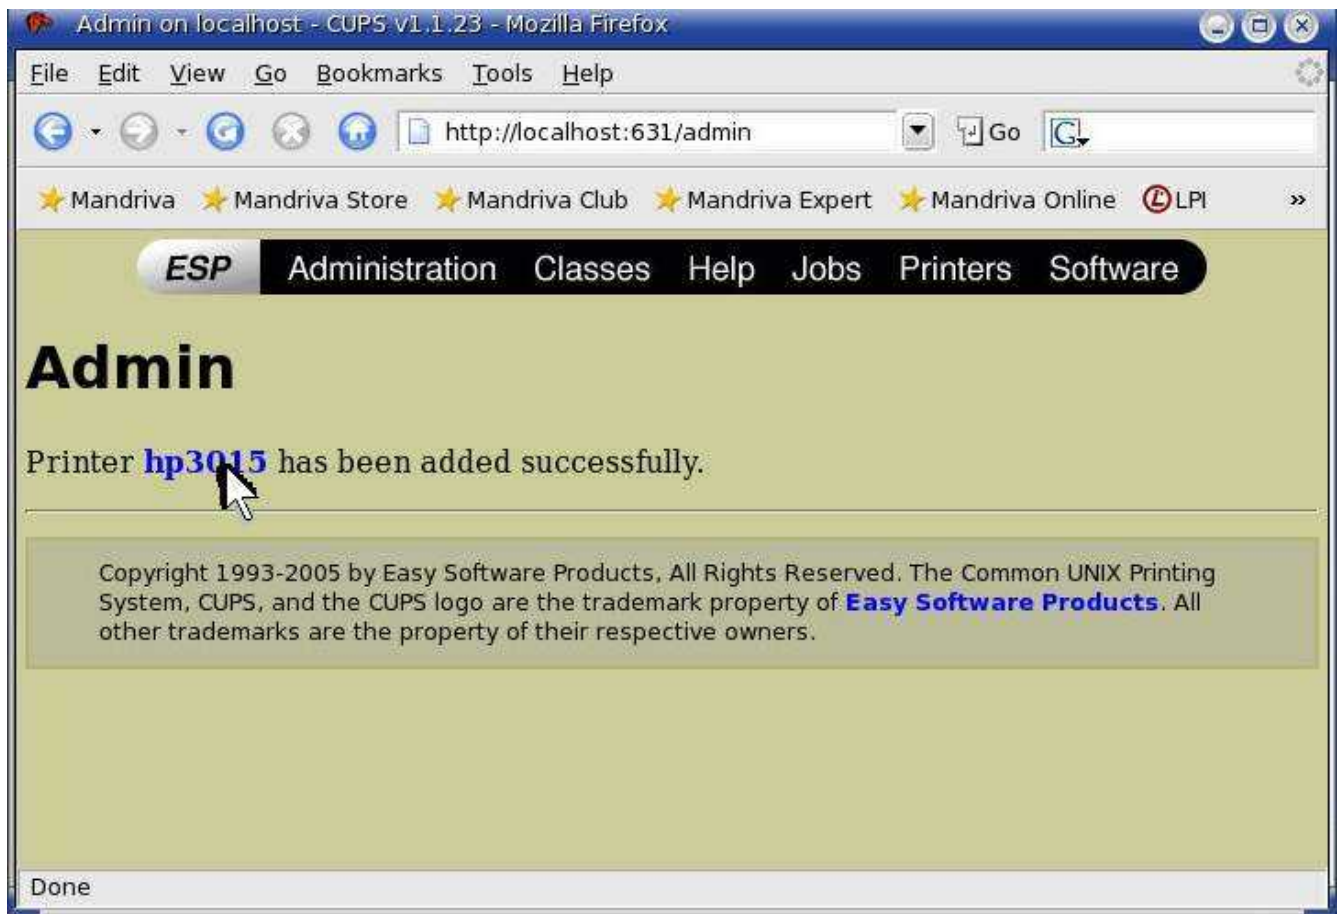 Admin on localhost - CUPS v1.1.23 - Mozilla Firefox
File Edit View Go Bookmarks Tools Help
http://localhost:631/admin Go G
Mandriva Mandriva Store Mandriva Club Mandriva Expert Mandriva Online LPI »
ESP Administration Classes Help Jobs Printers Software
Admin
Printer hp3015 has been added successfully.
Copyright 1993-2005 by Easy Software Products, All Rights Reserved. The Common UNIX Printing
System, CUPS, and the CUPS logo are the trademark property of Easy Software Products. All
other trademarks are the property of their respective owners.
Done